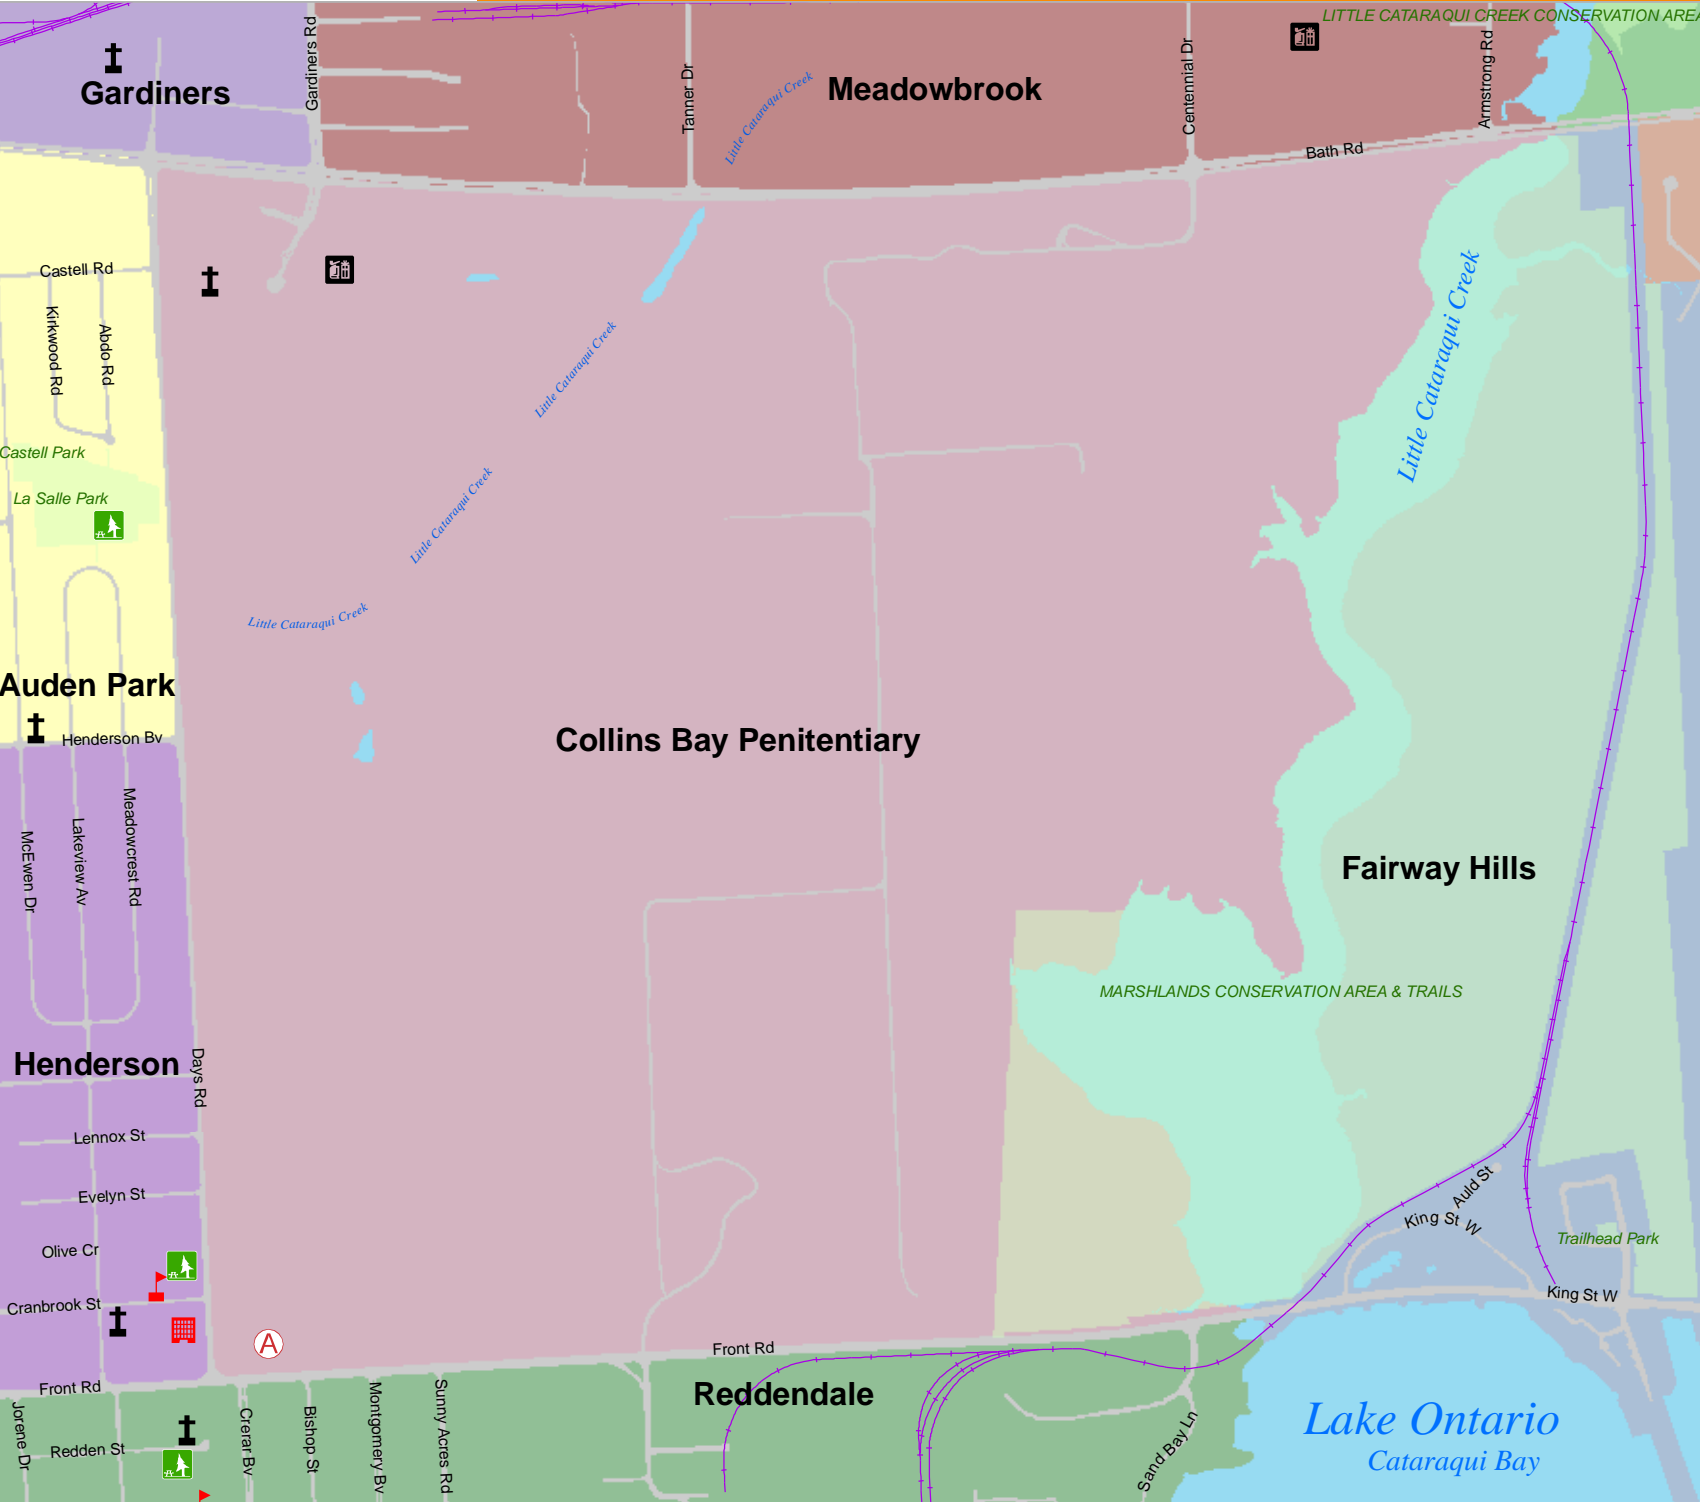 LITTLE CATARAQUI CREEK CONSERVATION AREA
Gardiners
Gardiners Rd
Tanner Dr
Little Cataraqui Creek
Meadowbrook
Centennial Dr
Armstrong Rd
Bath Rd
Castell Rd
Kirkwood Rd
Abdo Rd
Little Cataraqui Creek
Little Cataraqui Creek
Castell Park
La Salle Park
Little Cataraqui Creek
Little Cataraqui Creek
Auden Park
Henderson Bv
Collins Bay Penitentiary
McEwen Dr
Lakeview Av
Meadowcrest Rd
Fairway Hills
MARSHLANDS CONSERVATION AREA & TRAILS
Henderson
Days Rd
Lennox St
Evelyn St
Olive Cr
Cranbrook St
Auld St
King St W
Trailhead Park
King St W
A
Front Rd
Front Rd
Reddendale
Jorene Dr
Redden St
Crerar Bv
Bishop St
Montgomery Bv
Sunny Acres Rd
Sand Bay Ln
Lake Ontario
Cataraqui Bay